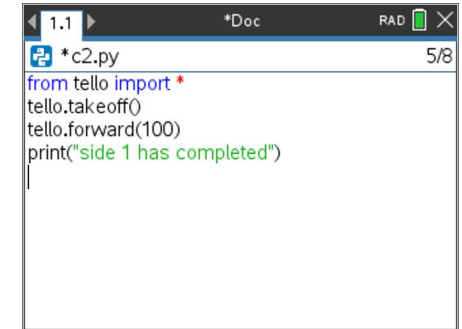 1.1 *Doc RAD
*c2.py 5/8
from tello import *
tello.takeoff()
tello.forward(100)
print("side 1 has completed")